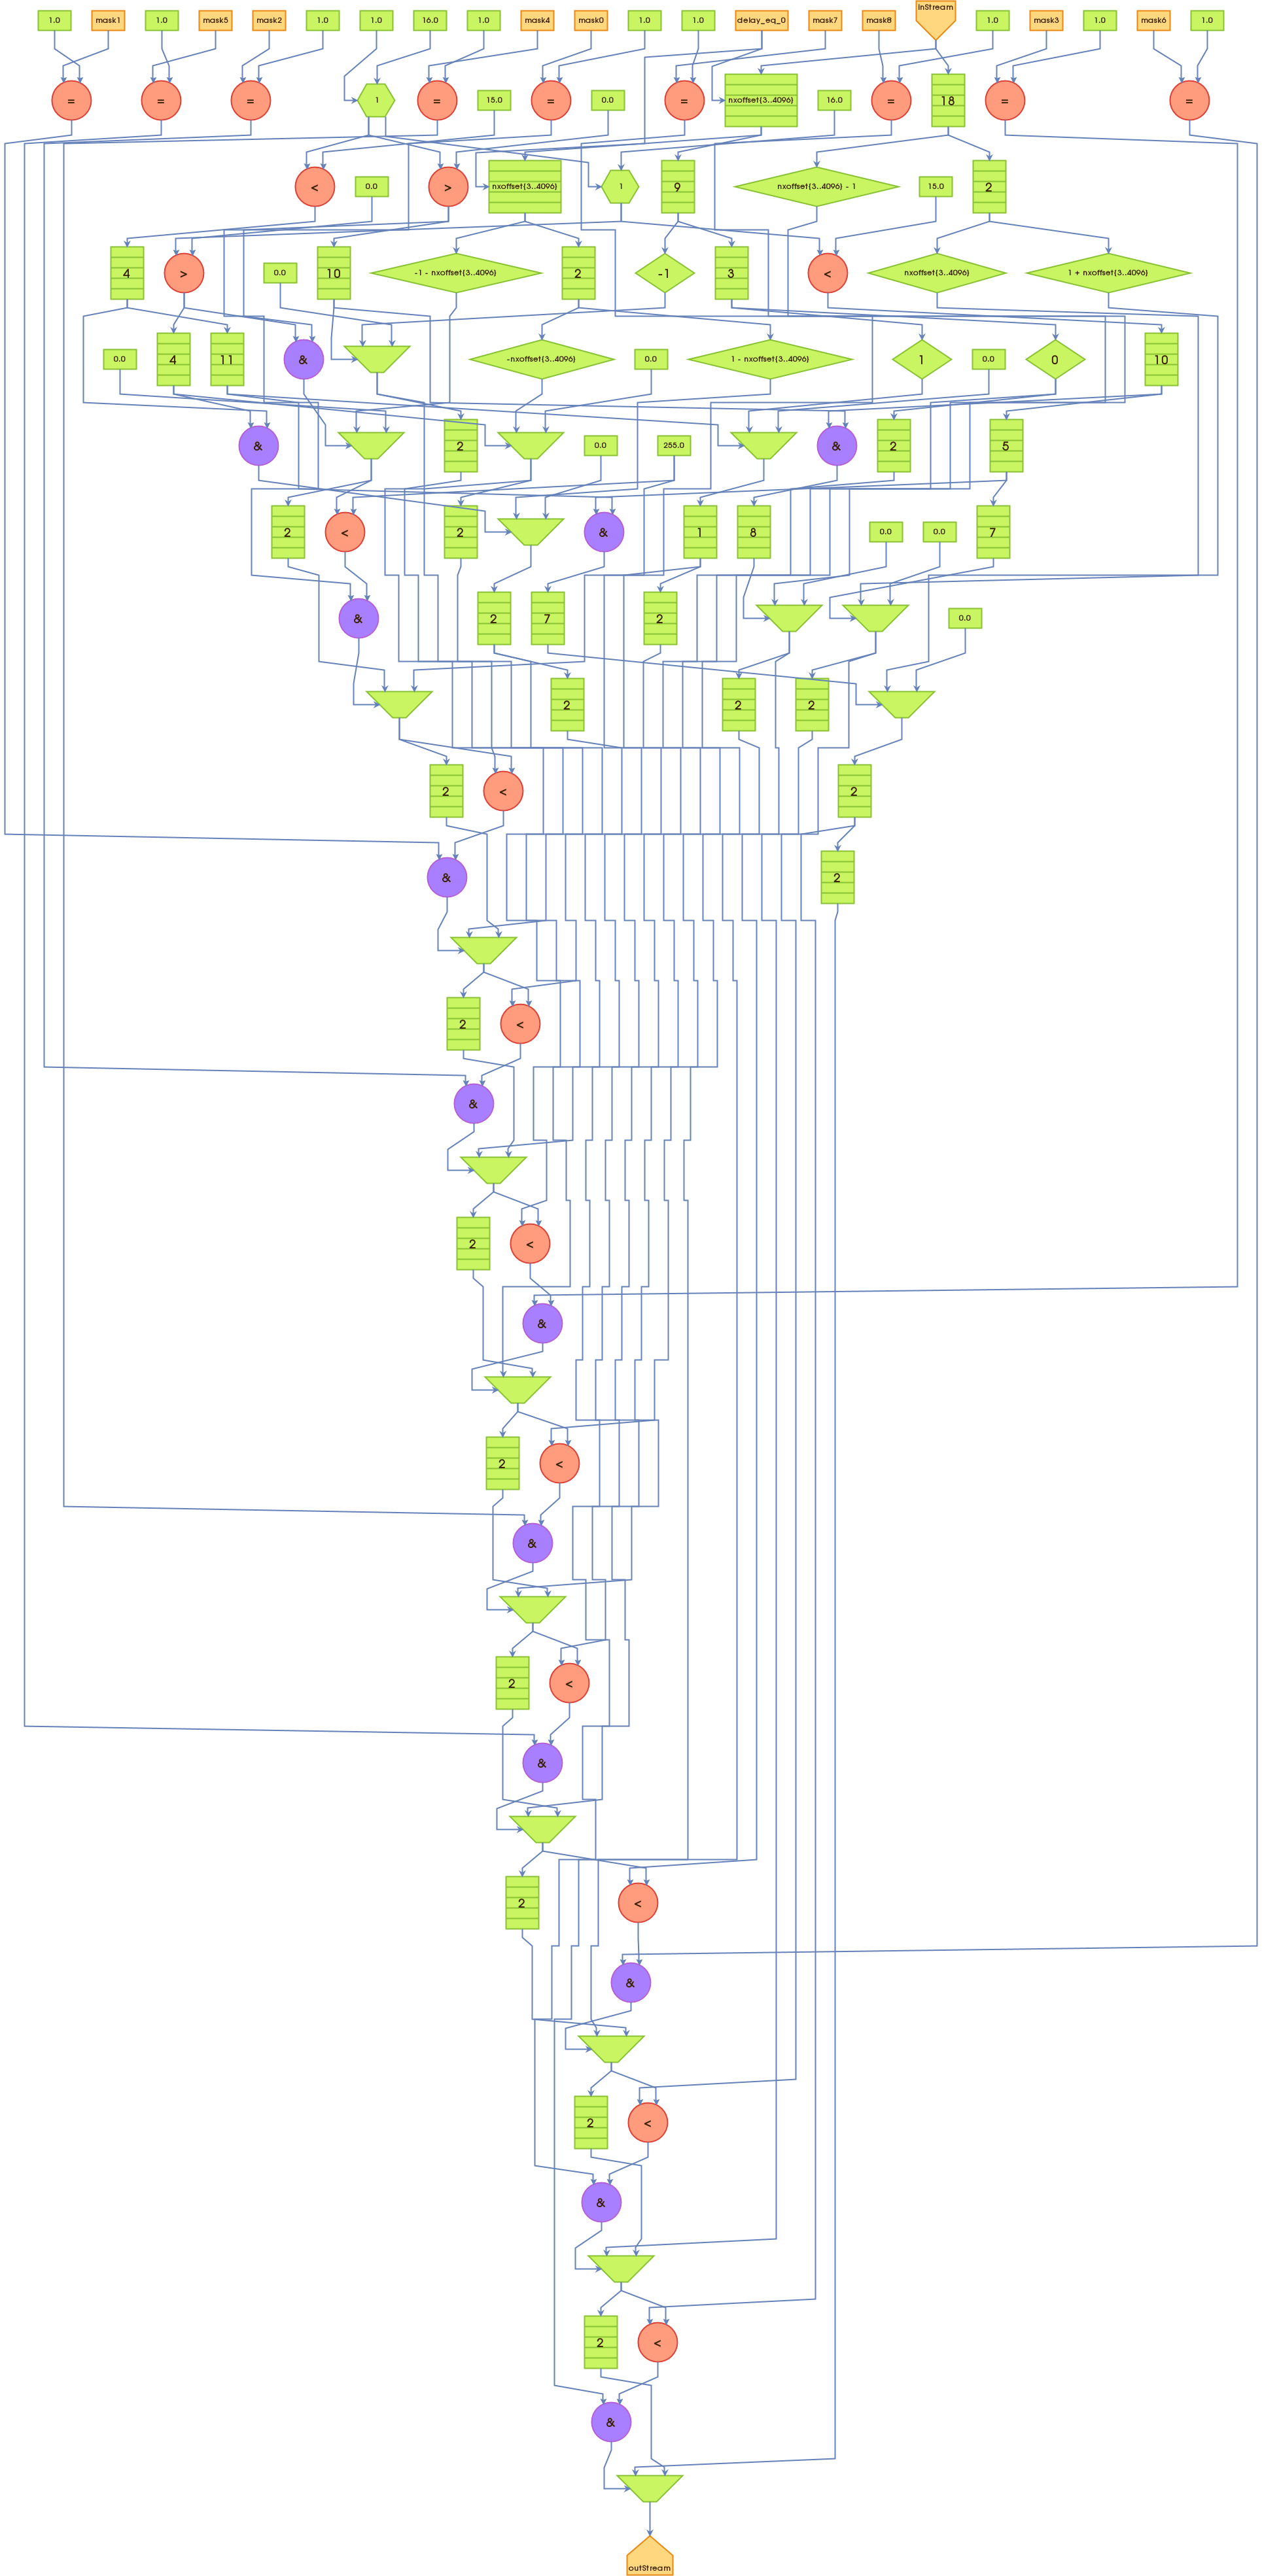 InStream
1.0 mask1 1.0 mask5 mask2 1.0 1.0 16.0 1.0 mask4 mask0 1.0 1.0 delay_eq_0 mask7 mask8 1.0 mask3 1.0 mask6 1.0
= = = 1 = 15.0 = 0.0 = nxoffset{3..4096} 16.0 = 18 = =
< 0.0 > nxoffset{3..4096} 1 9 nxoffset{3..4096} - 1 15.0 2
4 > 0.0 10 -1 - nxoffset{3..4096} 2 -1 3 < nxoffset{3..4096} 1 + nxoffset{3..4096}
0.0 4 11 & -nxoffset{3..4096} 0.0 1 - nxoffset{3..4096} 1 0.0 0 10
& 2 0.0 255.0 & 2 5
2 < 2 & 1 8 0.0 0.0 7
& 2 7 2 0.0
2 2 2
2 < 2
& 2
2 <
&
2 <
&
2 <
&
2 <
&
2 <
&
2 <
&
2 <
&
2 <
&
outStream